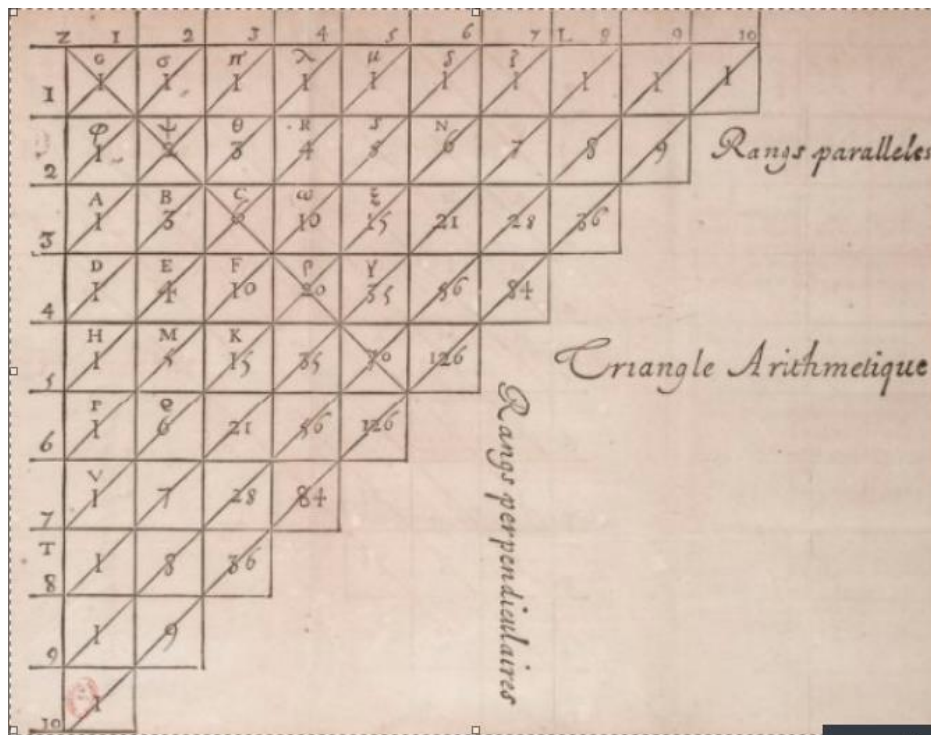 Z 1 2 3 4 5 6 7 L 8 9 10
1 G σ π λ μ δ ζ
1 1 1 1 1 1 1 1 1 1
φ ψ θ R S N
2 1 2 3 4 5 6 7 8 9
A B C ω ξ
3 1 3 6 10 15 21 28 36
D E F ρ Y
4 1 4 10 20 35 56 84
H M K
5 1 5 15 35 70 126
P Q
6 1 6 21 56 126
V
7 1 7 28 84
T
8 1 8 36
9 1 9
10 1
Rangs paralleles
Triangle Arithmetique
Rangs perpendiculaires